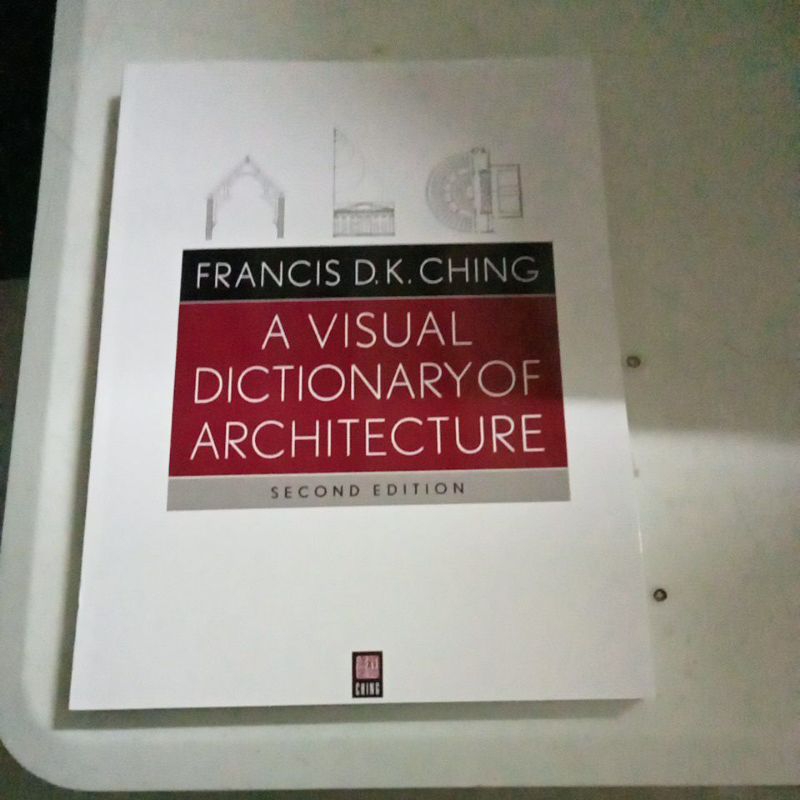 FRANCIS D.K. CHING
A VISUAL
DICTIONARY OF
ARCHITECTURE
SECOND EDITION
CHING